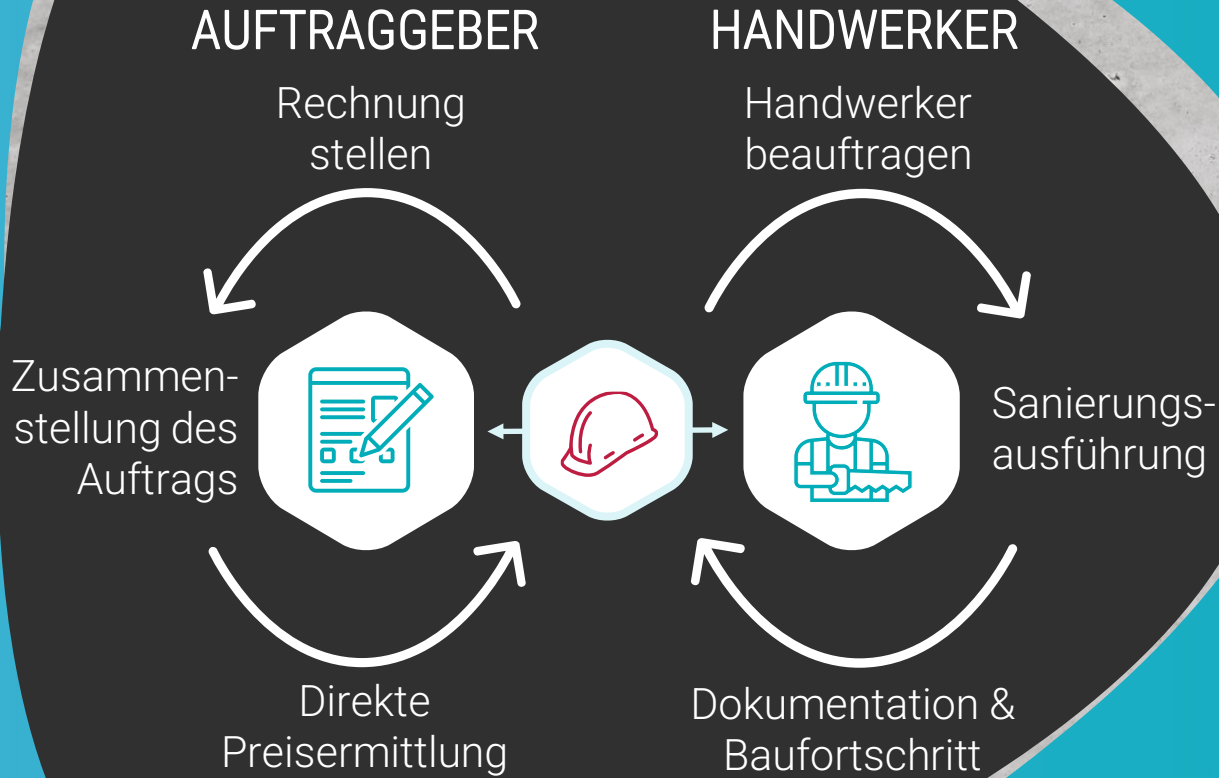 AUFTRAGGEBER
HANDWERKER
Rechnung
stellen
Handwerker
beauftragen
Zusammen-
stellung des
Auftrags
Sanierungs-
ausführung
Direkte
Preisermittlung
Dokumentation &
Baufortschritt